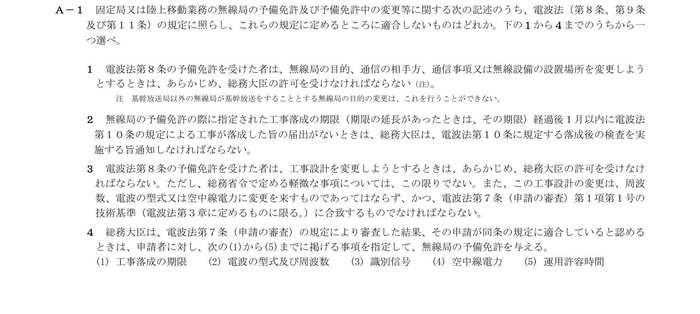 A－1 固定局又は陸上移動業務の無線局の予備免許及び予備免許中の変更等に関する次の記述のうち、電波法（第８条、第９条
及び第１１条）の規定に照らし、これらの規定に定めるところに適合しないものはどれか。下の１から４までのうちから一
つ選べ。
１ 電波法第８条の予備免許を受けた者は、無線局の目的、通信の相手方、通信事項又は無線設備の設置場所を変更しよう
とするときは、あらかじめ、総務大臣の許可を受けなければならない（注）。
注 基幹放送局以外の無線局が基幹放送をすることとする無線局の目的の変更は、これを行うことができない。
２ 無線局の予備免許の際に指定された工事落成の期限（期限の延長があったときは、その期限）経過後１月以内に電波法
第１０条の規定による工事が落成した旨の届出がないときは、総務大臣は、電波法第１０条に規定する落成後の検査を実
施する旨通知しなければならない。
３ 電波法第８条の予備免許を受けた者は、工事設計を変更しようとするときは、あらかじめ、総務大臣の許可を受けなけ
ればならない。ただし、総務省令で定める軽微な事項については、この限りでない。また、この工事設計の変更は、周波
数、電波の型式又は空中線電力に変更を来すものであってはならず、かつ、電波法第７条（申請の審査）第１項第１号の
技術基準（電波法第３章に定めるものに限る。）に合致するものでなければならない。
４ 総務大臣は、電波法第７条（申請の審査）の規定により審査した結果、その申請が同条の規定に適合していると認める
ときは、申請者に対し、次の(1)から(5)までに掲げる事項を指定して、無線局の予備免許を与える。
(1) 工事落成の期限 (2) 電波の型式及び周波数 (3) 識別信号 (4) 空中線電力 (5) 運用許容時間